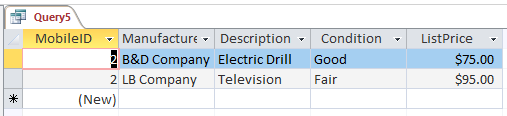 Query5
MobileID Manufacture Description Condition ListPrice
2 B&D Company Electric Drill Good $75.00
2 LB Company Television Fair $95.00
* (New)